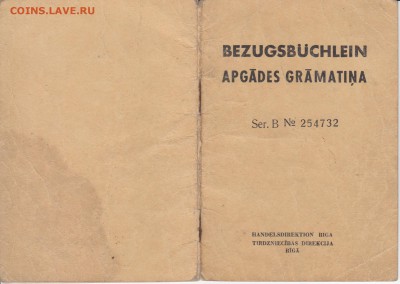 COINS.LAVE.RU
BEZUGSBÜCHLEIN
APGĀDES GRĀMATIŅA
Ser. B № 254732
HANDELSDIREKTION RIGA
TIRDZNIECĪBAS DIREKCIJA
RĪGĀ